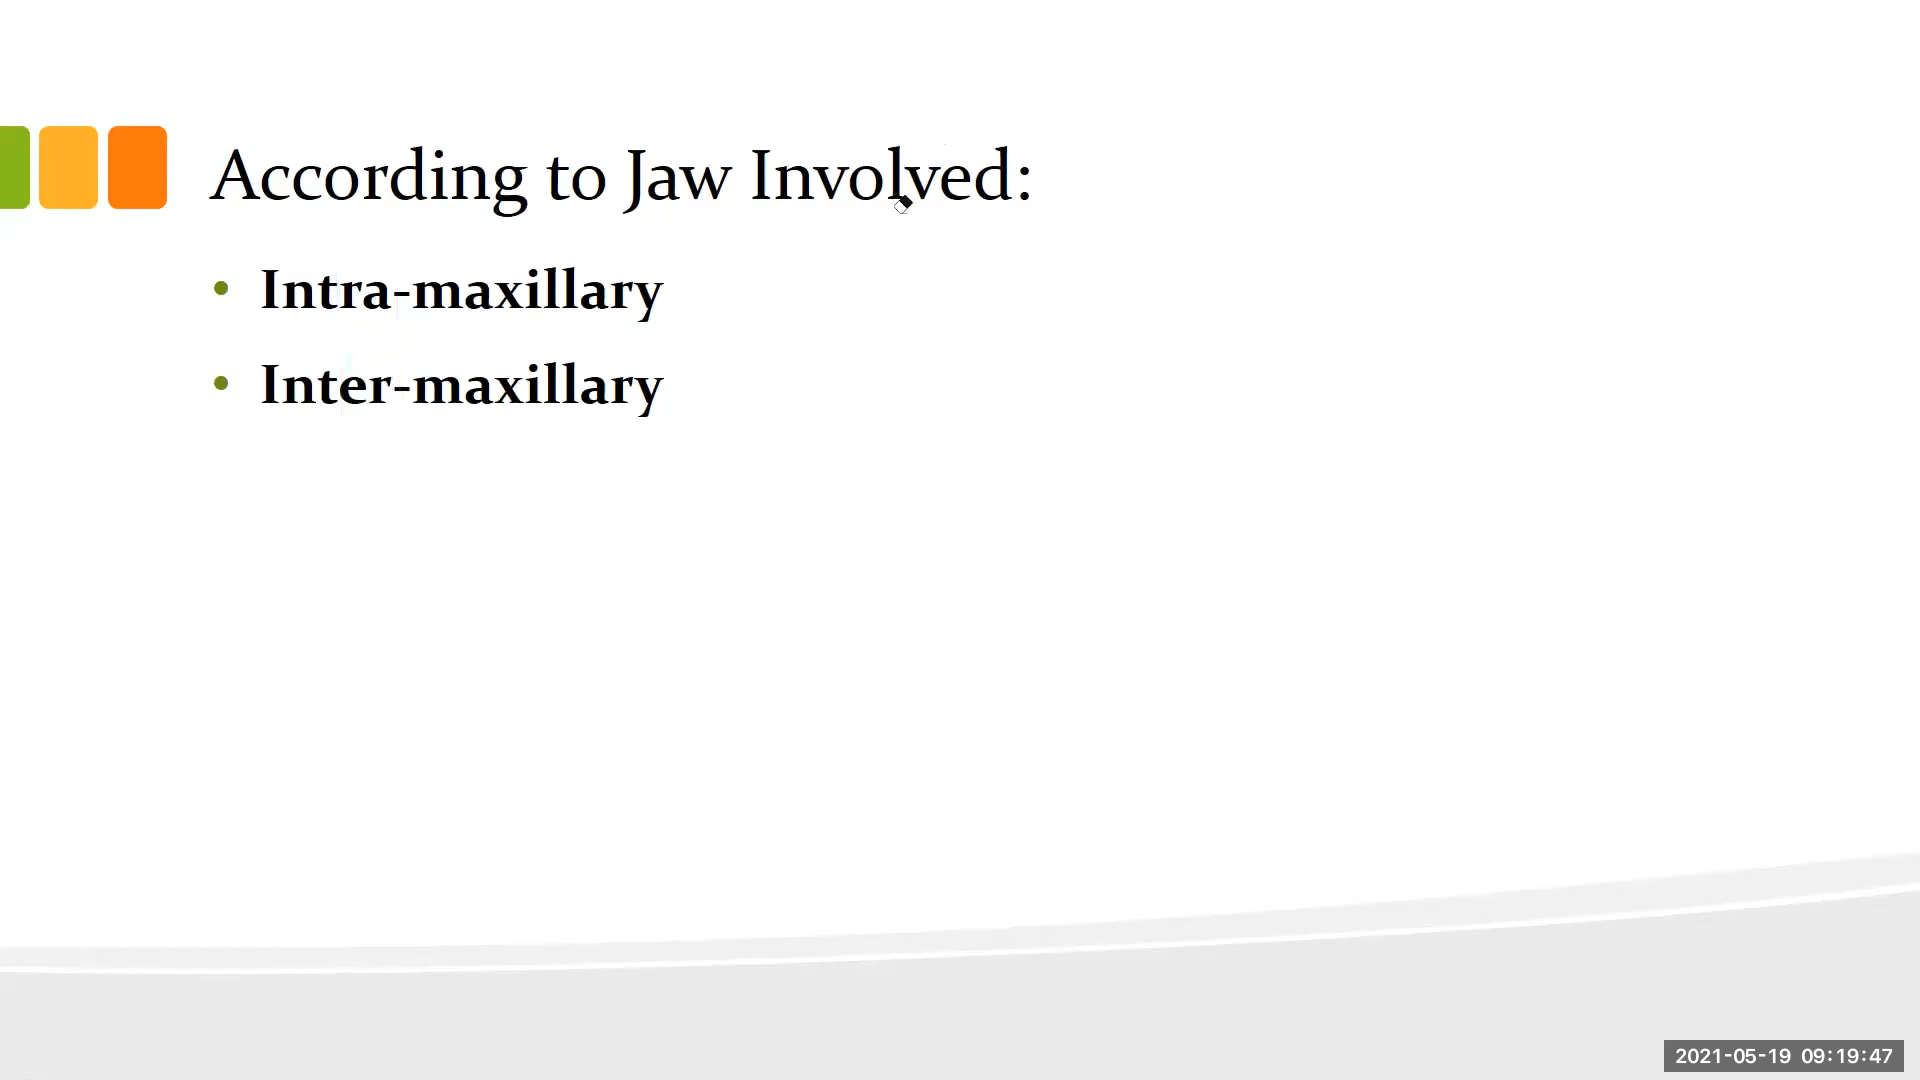 According to Jaw Involved:
• Intra-maxillary
• Inter-maxillary
2021-05-19 09:19:47